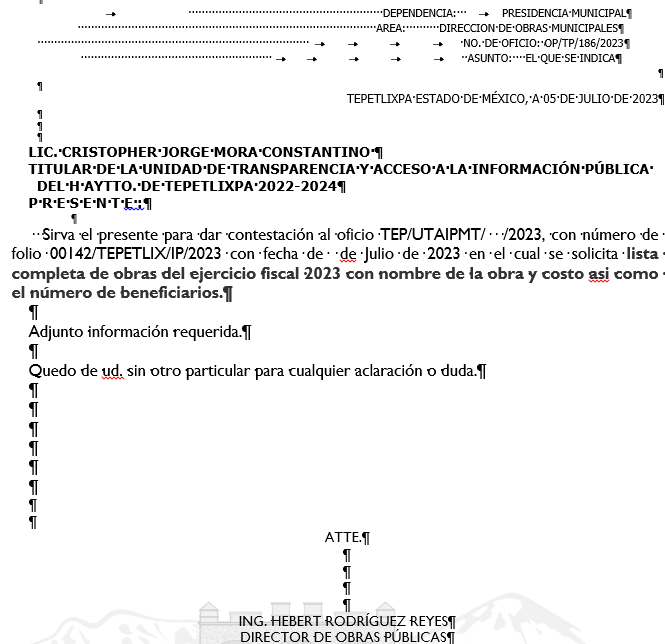 DEPENDENCIA: PRESIDENCIA MUNICIPAL
AREA: DIRECCION DE OBRAS MUNICIPALES
NO. DE OFICIO: OP/TP/186/2023
ASUNTO: EL QUE SE INDICA
TEPETLIXPA ESTADO DE MÉXICO, A 05 DE JULIO DE 2023
LIC. CRISTOPHER JORGE MORA CONSTANTINO
TITULAR DE LA UNIDAD DE TRANSPARENCIA Y ACCESO A LA INFORMACIÓN PÚBLICA
DEL H AYTTO. DE TEPETLIXPA 2022-2024
P R E S E N T E :
Sirva el presente para dar contestación al oficio TEP/UTAIPMT/ /2023, con número de
folio 00142/TEPETLIX/IP/2023 con fecha de de Julio de 2023 en el cual se solicita lista
completa de obras del ejercicio fiscal 2023 con nombre de la obra y costo asi como
el número de beneficiarios.
Adjunto información requerida.
Quedo de ud. sin otro particular para cualquier aclaración o duda.
ATTE.
ING. HEBERT RODRÍGUEZ REYES
DIRECTOR DE OBRAS PÚBLICAS